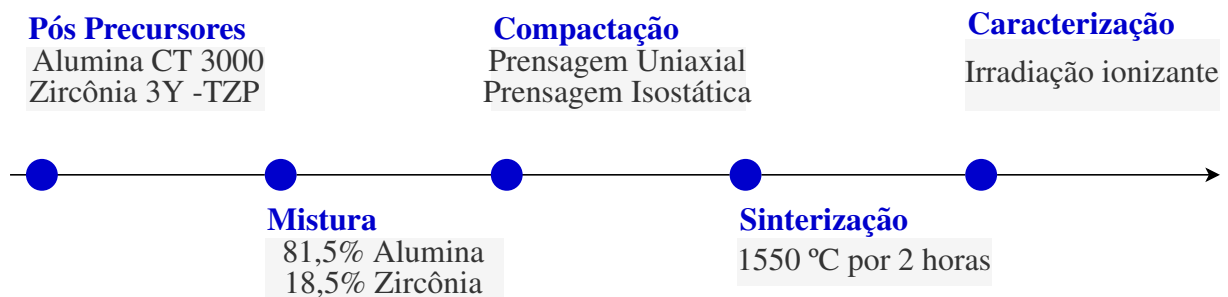 Pós Precursores
Alumina CT 3000
Zircônia 3Y -TZP
Mistura
81,5% Alumina
18,5% Zircônia
Compactação
Prensagem Uniaxial
Prensagem Isostática
Sinterização
1550 ºC por 2 horas
Caracterização
Irradiação ionizante